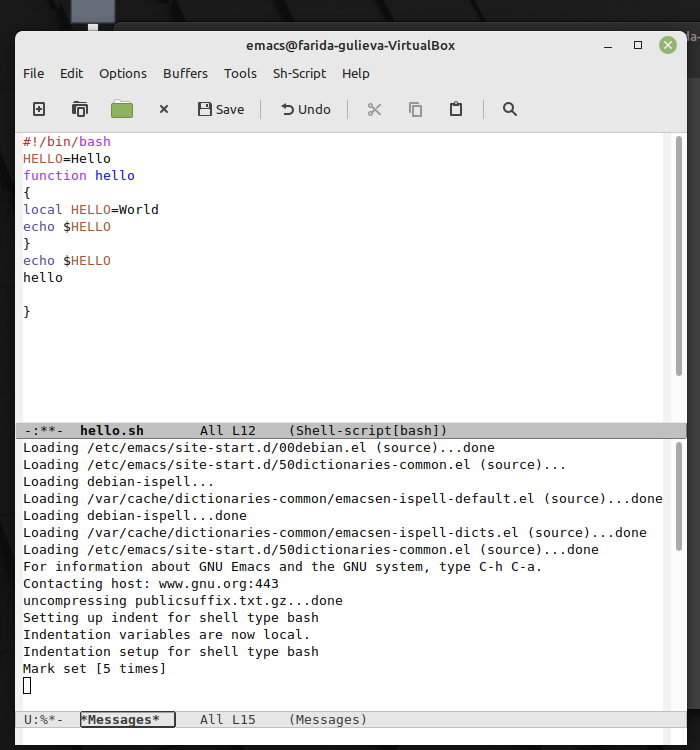 emacs@farida-gulieva-VirtualBox
File Edit Options Buffers Tools Sh-Script Help
Save Undo
#!/bin/bash
HELLO=Hello
function hello
{
local HELLO=World
echo $HELLO
}
echo $HELLO
hello
}
-:**- hello.sh All L12 (Shell-script[bash])
Loading /etc/emacs/site-start.d/00debian.el (source)...done
Loading /etc/emacs/site-start.d/50dictionaries-common.el (source)...
Loading debian-ispell...
Loading /var/cache/dictionaries-common/emacsen-ispell-default.el (source)...done
Loading debian-ispell...done
Loading /var/cache/dictionaries-common/emacsen-ispell-dicts.el (source)...done
Loading /etc/emacs/site-start.d/50dictionaries-common.el (source)...done
For information about GNU Emacs and the GNU system, type C-h C-a.
Contacting host: www.gnu.org:443
uncompressing publicsuffix.txt.gz...done
Setting up indent for shell type bash
Indentation variables are now local.
Indentation setup for shell type bash
Mark set [5 times]
U:%*- *Messages* All L15 (Messages)